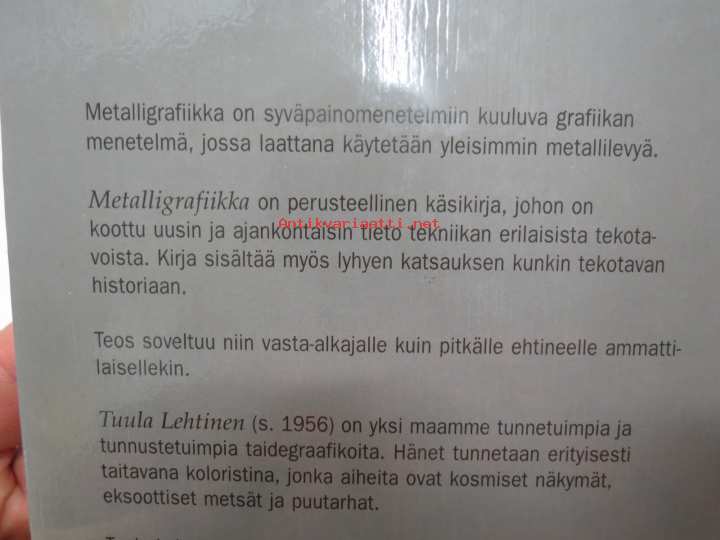 Metalligrafiikka on syväpainomenetelmiin kuuluva grafiikan
menetelmä, jossa laattana käytetään yleisimmin metallilevyä.
Metalligrafiikka on perusteellinen käsikirja, johon on
Antikvariaatti.net
koottu uusin ja ajankohtaisin tieto tekniikan erilaisista tekota-
voista. Kirja sisältää myös lyhyen katsauksen kunkin tekotavan
historiaan.
Teos soveltuu niin vasta-alkajalle kuin pitkälle ehtineelle ammatti-
laisellekin.
Tuula Lehtinen (s. 1956) on yksi maamme tunnetuimpia ja
tunnustetuimpia taidegraafikoita. Hänet tunnetaan erityisesti
taitavana koloristina, jonka aiheita ovat kosmiset näkymät,
eksoottiset metsät ja puutarhat.